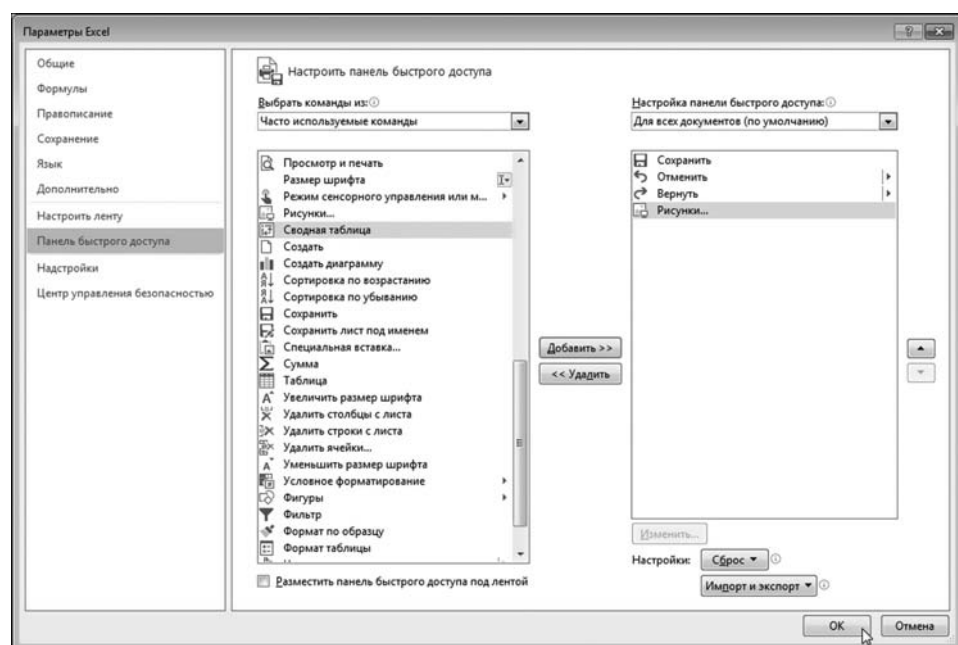 Параметры Excel
Общие
Формулы
Правописание
Сохранение
Язык
Дополнительно
Настроить ленту
Панель быстрого доступа
Надстройки
Центр управления безопасностью
Настроить панель быстрого доступа
Выбрать команды из:
Часто используемые команды
Просмотр и печать
Размер шрифта
Режим сенсорного управления или м...
Рисунки...
Сводная таблица
Создать
Создать диаграмму
Сортировка по возрастанию
Сортировка по убыванию
Сохранить
Сохранить лист под именем
Специальная вставка...
Сумма
Таблица
Увеличить размер шрифта
Удалить столбцы с листа
Удалить строки с листа
Удалить ячейки...
Уменьшить размер шрифта
Условное форматирование
Фигуры
Фильтр
Формат по образцу
Формат таблицы
Разместить панель быстрого доступа под лентой
Добавить >>
<< Удалить
Настройка панели быстрого доступа:
Для всех документов (по умолчанию)
Сохранить
Отменить
Вернуть
Рисунки...
Изменить...
Настройки: Сброс
Импорт и экспорт
ОК
Отмена